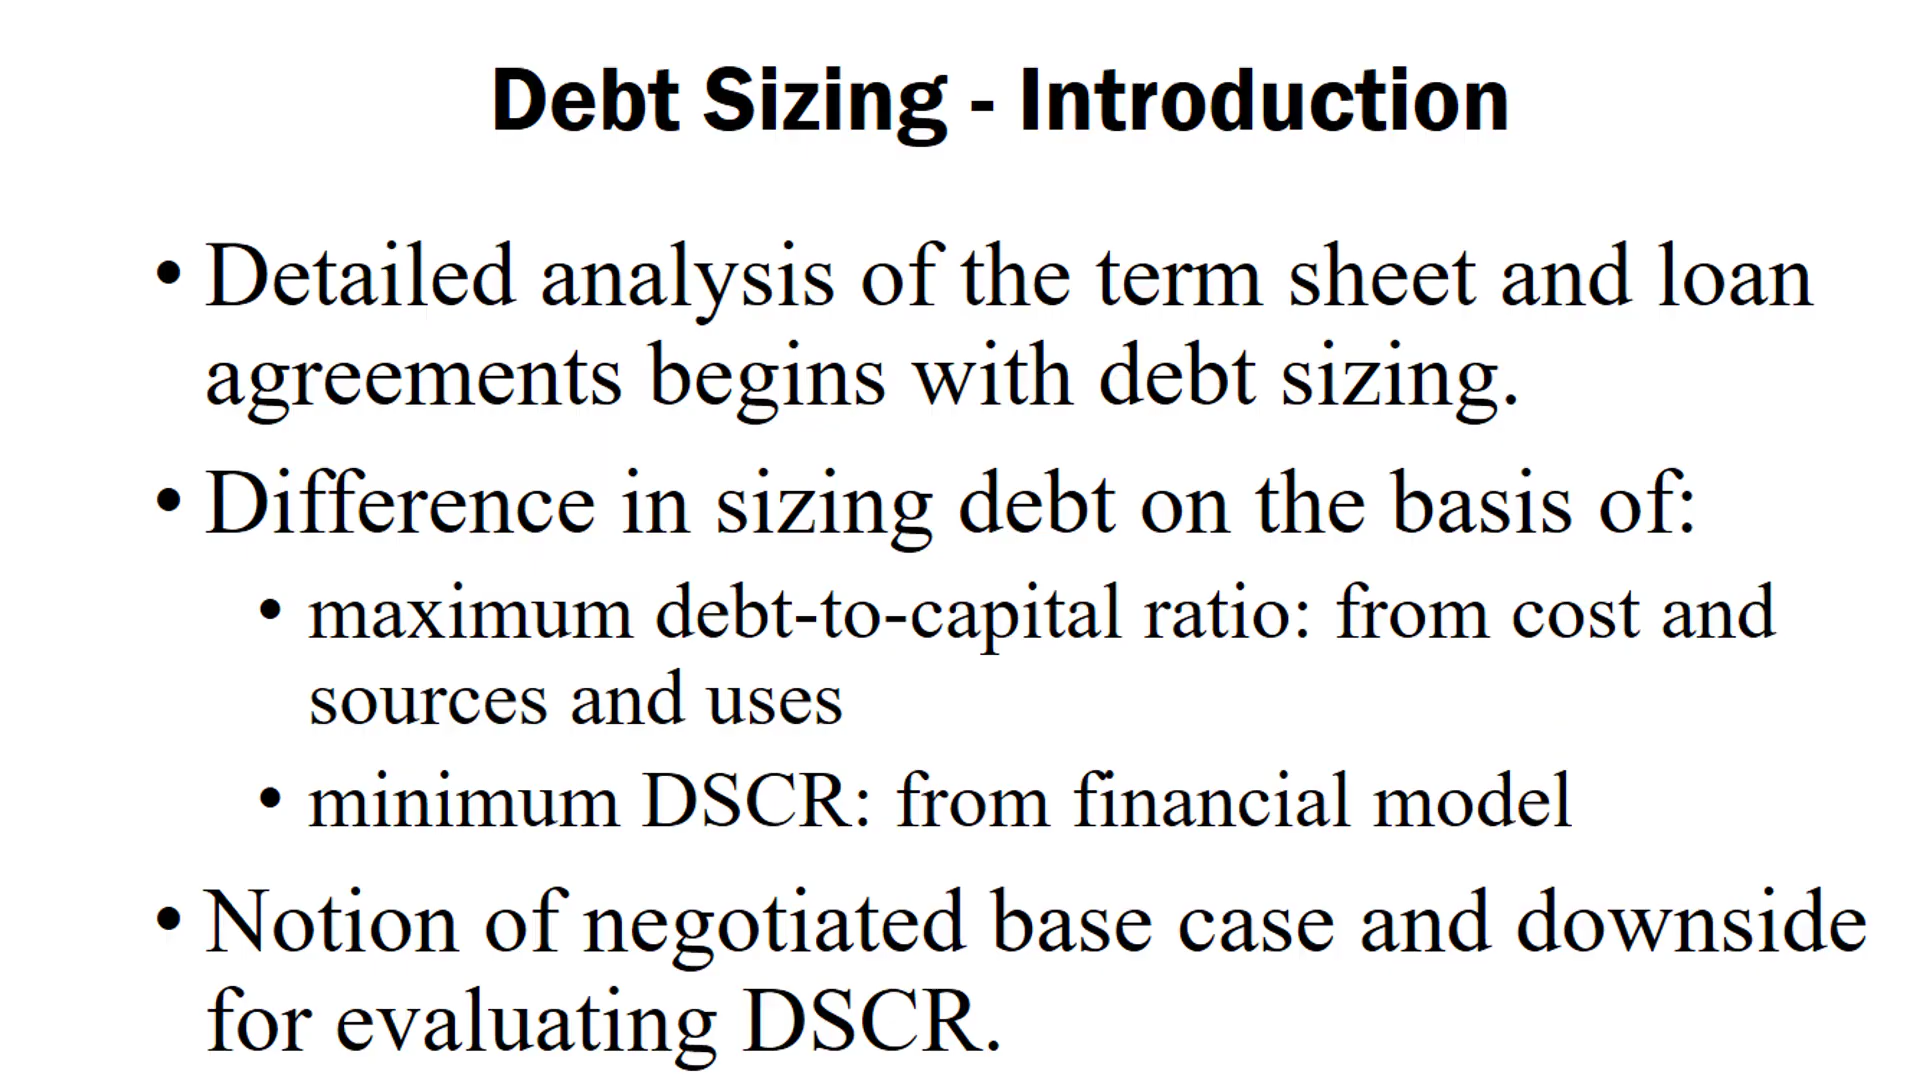 Debt Sizing - Introduction
• Detailed analysis of the term sheet and loan
agreements begins with debt sizing.
• Difference in sizing debt on the basis of:
• maximum debt-to-capital ratio: from cost and
sources and uses
• minimum DSCR: from financial model
• Notion of negotiated base case and downside
for evaluating DSCR.